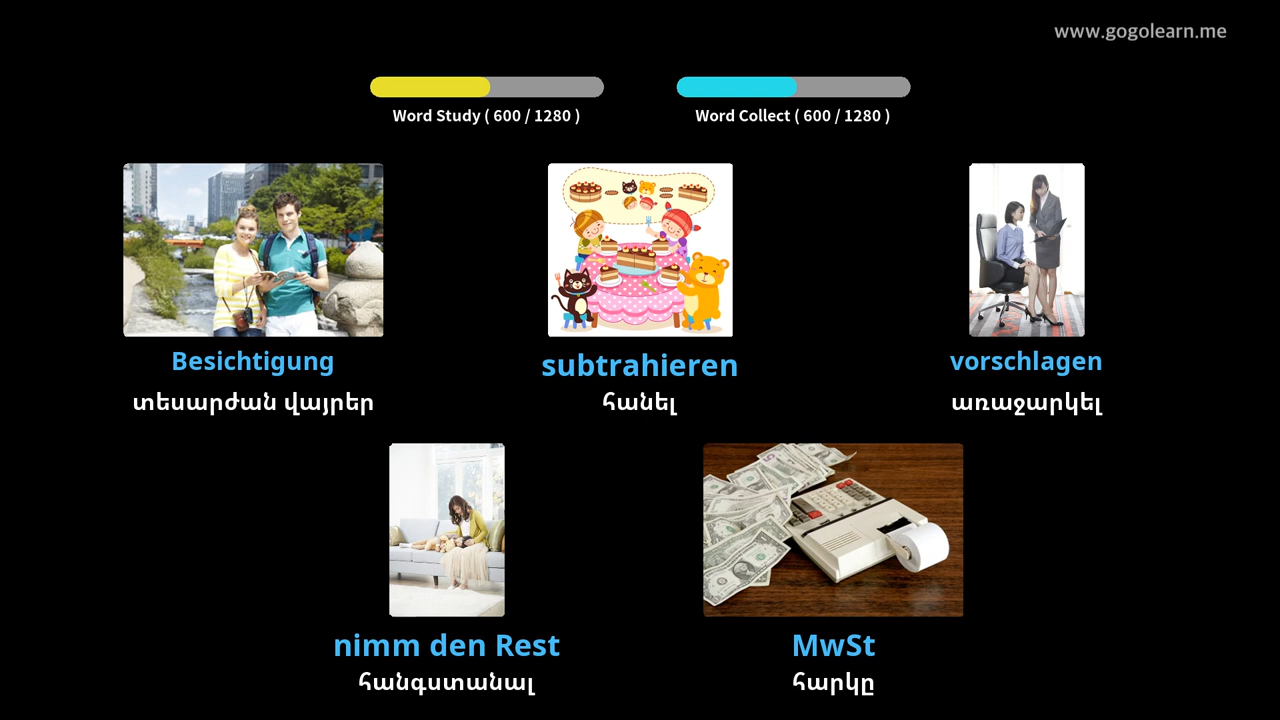 www.gogolearn.me
Word Study ( 600 / 1280 )
Word Collect ( 600 / 1280 )
Besichtigung
տեսարժան վայրեր
subtrahieren
հանել
vorschlagen
առաջարկել
nimm den Rest
հանգստանալ
MwSt
հարկը